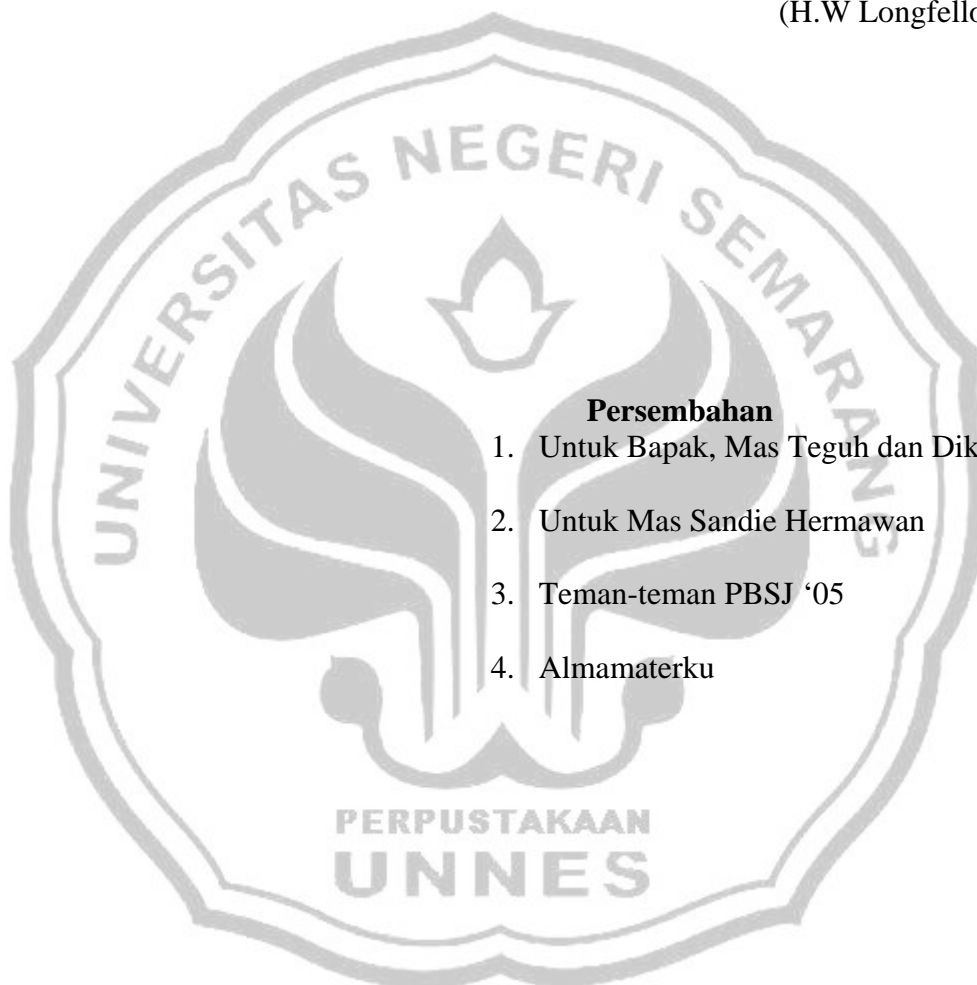 (H.W Longfello
UNIVERSITAS NEGERI SEMARANG
Persembahan
1. Untuk Bapak, Mas Teguh dan Dik
2. Untuk Mas Sandie Hermawan
3. Teman-teman PBSJ ‘05
4. Almamaterku
PERPUSTAKAAN
UNNES